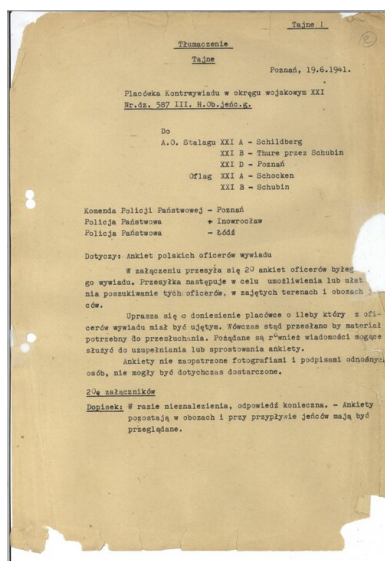 Tajne !
2
Tłumaczenie
Tajne
Poznań, 19.6.1941.
Placówka Kontrwywiadu w okręgu wojskowym XXI
Nr.dz. 587 III. H.Ob.jeńc.g.
Do
A.O. Stalagu XXI A - Schildberg
XXI B - Thure przez Schubin
XXI D - Poznań
Oflag XXI A - Schocken
XXI B - Schubin
Komenda Policji Państwowej - Poznań
Policja Państwowa - Inowrocław
Policja Państwowa - Łódź
Dotyczy: Ankiet polskich oficerów wywiadu
W załączeniu przesyła się 20 ankiet oficerów byłeg
go wywiadu. Przesyłka następuje w celu umożliwienia lub ułat
nia poszukiwanie tych oficerów, w zajętych terenach i obozach j
ców.
Uprasza się o doniesienie placówce o ileby który z ofi-
cerów wywiadu miał być ujętym. Wówczas stąd przesłano by materiał
potrzebny do przesłuchania. Pożądane są również wiadomości mogące
służyć do uzupełniania lub sprostowania ankiety.
Ankiety nie zaopatrzone fotografiami i podpisami odnośnyc
osób, nie mogły być dotychczas dostarczone.
20 załączników
Dopisek: W razie nieznalezienia, odpowiedź konieczna. - Ankiety
pozostają w obozach i przy przypływie jeńców mają być
przeglądane.